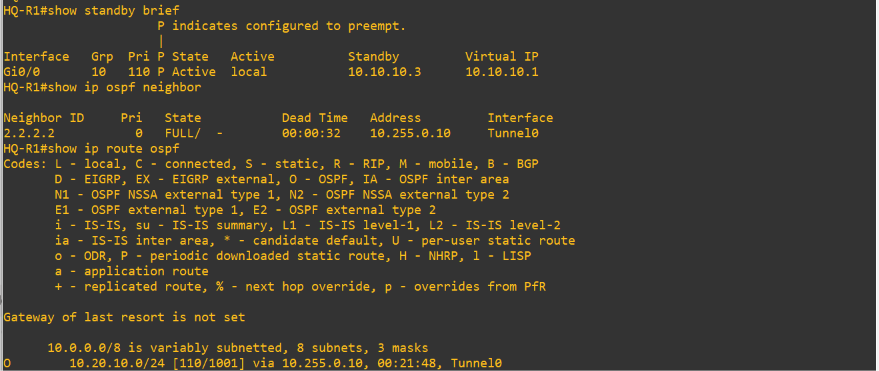 HQ-R1#show standby brief
                     P indicates configured to preempt.
                     |
Interface   Grp  Pri P State   Active          Standby         Virtual IP
Gi0/0       10   110 P Active  local           10.10.10.3      10.10.10.1
HQ-R1#show ip ospf neighbor

Neighbor ID     Pri   State           Dead Time   Address         Interface
2.2.2.2           0   FULL/  -        00:00:32    10.255.0.10     Tunnel0
HQ-R1#show ip route ospf
Codes: L - local, C - connected, S - static, R - RIP, M - mobile, B - BGP
       D - EIGRP, EX - EIGRP external, O - OSPF, IA - OSPF inter area
       N1 - OSPF NSSA external type 1, N2 - OSPF NSSA external type 2
       E1 - OSPF external type 1, E2 - OSPF external type 2
       i - IS-IS, su - IS-IS summary, L1 - IS-IS level-1, L2 - IS-IS level-2
       ia - IS-IS inter area, * - candidate default, U - per-user static route
       o - ODR, P - periodic downloaded static route, H - NHRP, l - LISP
       a - application route
       + - replicated route, % - next hop override, p - overrides from PfR

Gateway of last resort is not set

      10.0.0.0/8 is variably subnetted, 8 subnets, 3 masks
O        10.20.10.0/24 [110/1001] via 10.255.0.10, 00:21:48, Tunnel0